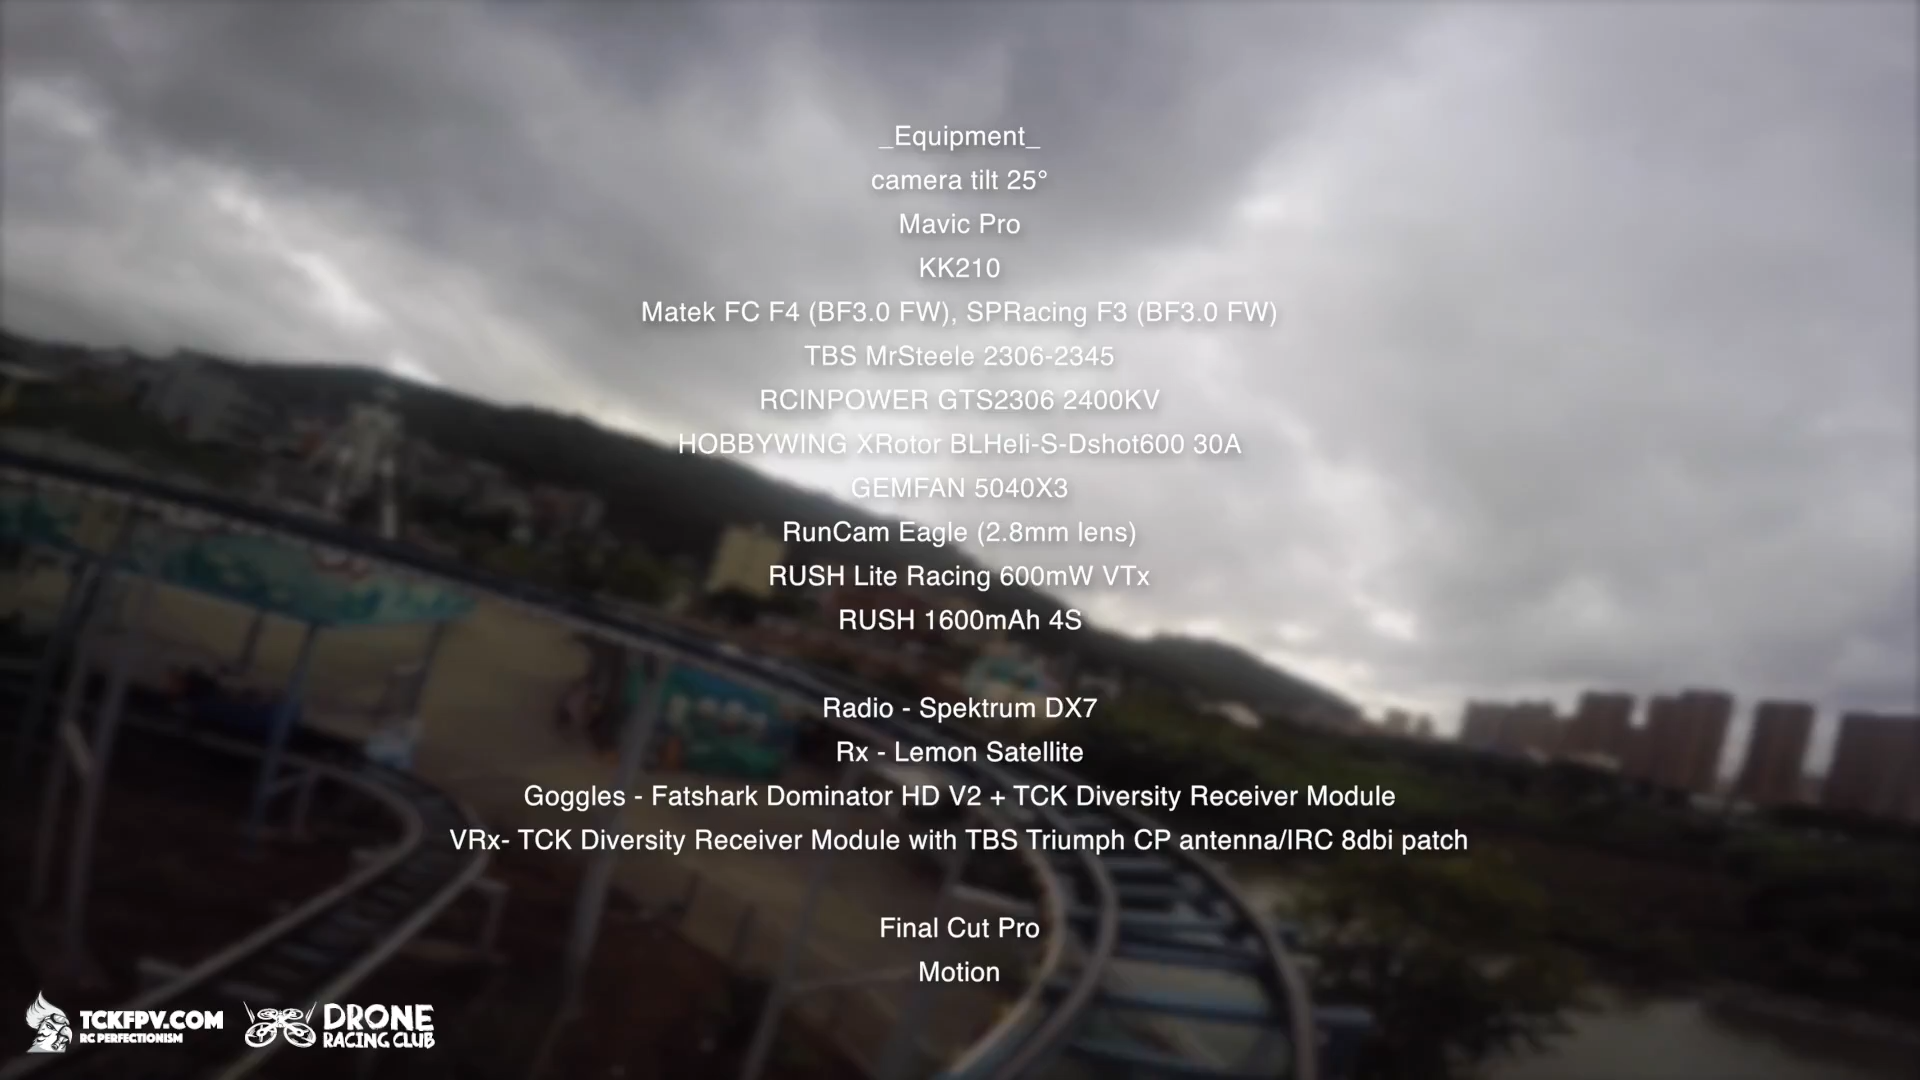 _Equipment_
camera tilt 25°
Mavic Pro
KK210
Matek FC F4 (BF3.0 FW), SPRacing F3 (BF3.0 FW)
TBS MrSteele 2306-2345
RCINPOWER GTS2306 2400KV
HOBBYWING XRotor BLHeli-S-Dshot600 30A
GEMFAN 5040X3
RunCam Eagle (2.8mm lens)
RUSH Lite Racing 600mW VTx
RUSH 1600mAh 4S
Radio - Spektrum DX7
Rx - Lemon Satellite
Goggles - Fatshark Dominator HD V2 + TCK Diversity Receiver Module
VRx- TCK Diversity Receiver Module with TBS Triumph CP antenna/IRC 8dbi patch
Final Cut Pro
Motion
TCKFPV.COM
RC PERFECTIONISM
DRONE
RACING CLUB